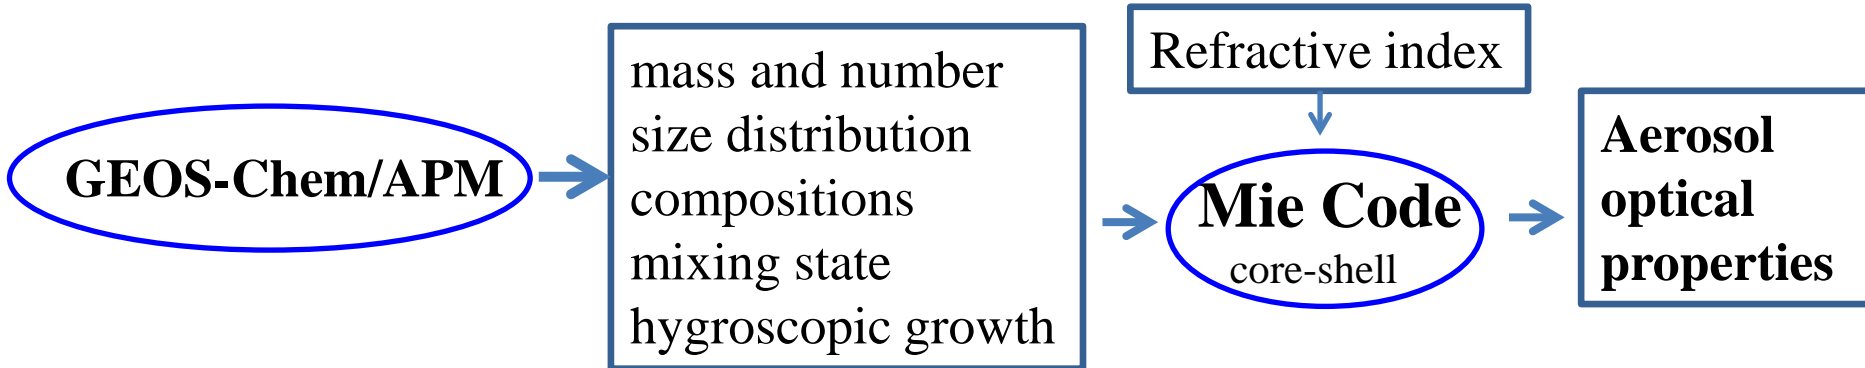 GEOS-Chem/APM
mass and number
size distribution
compositions
mixing state
hygroscopic growth
Refractive index
Mie Code
core-shell
Aerosol
optical
properties